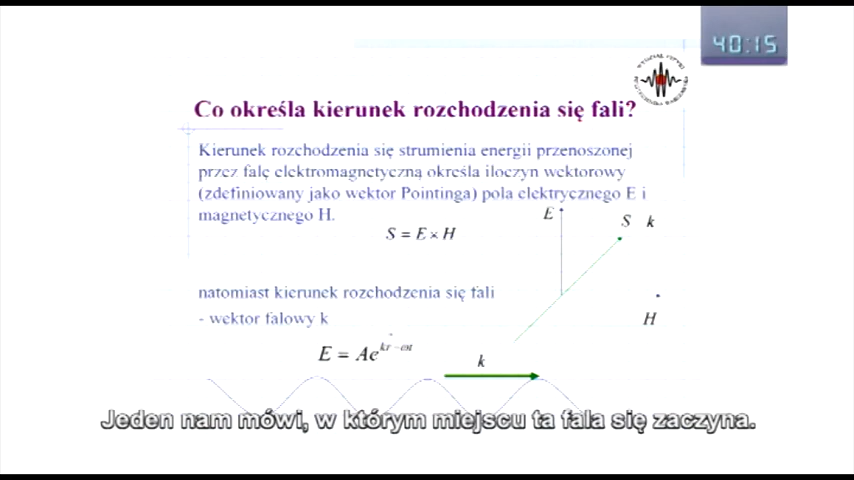 40:15
Co określa kierunek rozchodzenia się fali?
Kierunek rozchodzenia się strumienia energii przenoszonej
przez falę elektromagnetyczną określa iloczyn wektorowy
(zdefiniowany jako wektor Pointinga) pola elektrycznego E i
magnetycznego H.
E
S k
S = E × H
natomiast kierunek rozchodzenia się fali
- wektor falowy k
H
E = Ae^{kr - ωt}
k
Jeden nam mówi, w którym miejscu ta fala się zaczyna.